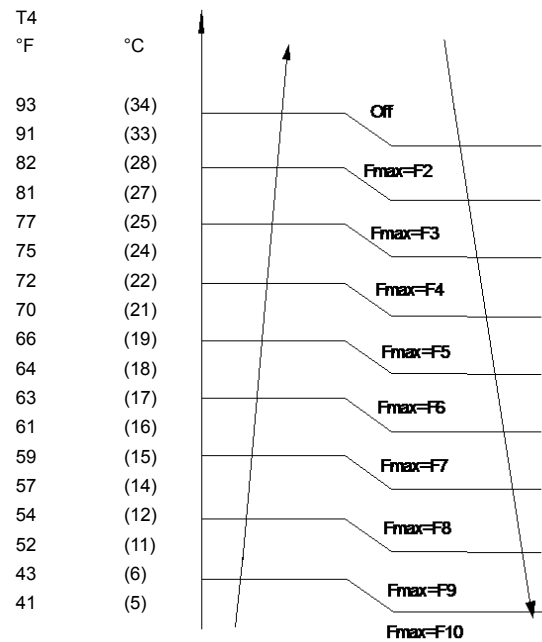 T4
°F °C
93 (34)
Off
91 (33)
82 (28)
Fmax=F2
81 (27)
77 (25)
Fmax=F3
75 (24)
72 (22)
Fmax=F4
70 (21)
66 (19)
Fmax=F5
64 (18)
63 (17)
Fmax=F6
61 (16)
59 (15)
Fmax=F7
57 (14)
54 (12)
Fmax=F8
52 (11)
43 (6)
Fmax=F9
41 (5)
Fmax=F10